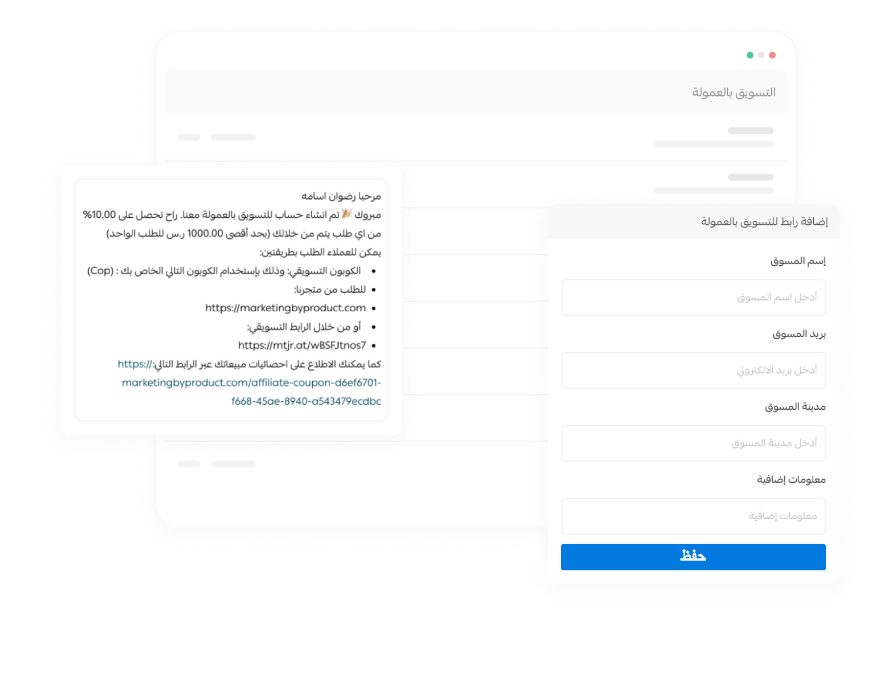 التسويق بالعمولة
مرحبا رضوان اسامه
مبروك 🎉 تم انشاء حساب للتسويق بالعمولة معنا. راح تحصل على 10.00%
من اي طلب يتم من خلالك (بحد أقصى 1000.00 ر.س للطلب الواحد)
يمكن للعملاء الطلب بطريقتين:
• الكوبون التسويقي: وذلك بإستخدام الكوبون التالي الخاص بك : (Cop)
• للطلب من متجرنا:
• https://marketingbyproduct.com
• أو من خلال الرابط التسويقي:
• https://mtjr.at/wBSFJtnos7
كما يمكنك الاطلاع على احصائيات مبيعاتك عبر الرابط التالي: https://
marketingbyproduct.com/affiliate-coupon-d6ef6701-
f668-45ae-8940-a543479ecdbc
إضافة رابط للتسويق بالعمولة
إسم المسوق
أدخل اسم المسوق
بريد المسوق
أدخل بريد الالكتروني
مدينة المسوق
أدخل مدينة المسوق
معلومات إضافية
معلومات إضافية
حفظ